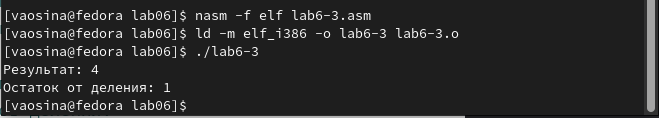 [vaosina@fedora lab06]$ nasm -f elf lab6-3.asm
[vaosina@fedora lab06]$ ld -m elf_i386 -o lab6-3 lab6-3.o
[vaosina@fedora lab06]$ ./lab6-3
Результат: 4
Остаток от деления: 1
[vaosina@fedora lab06]$